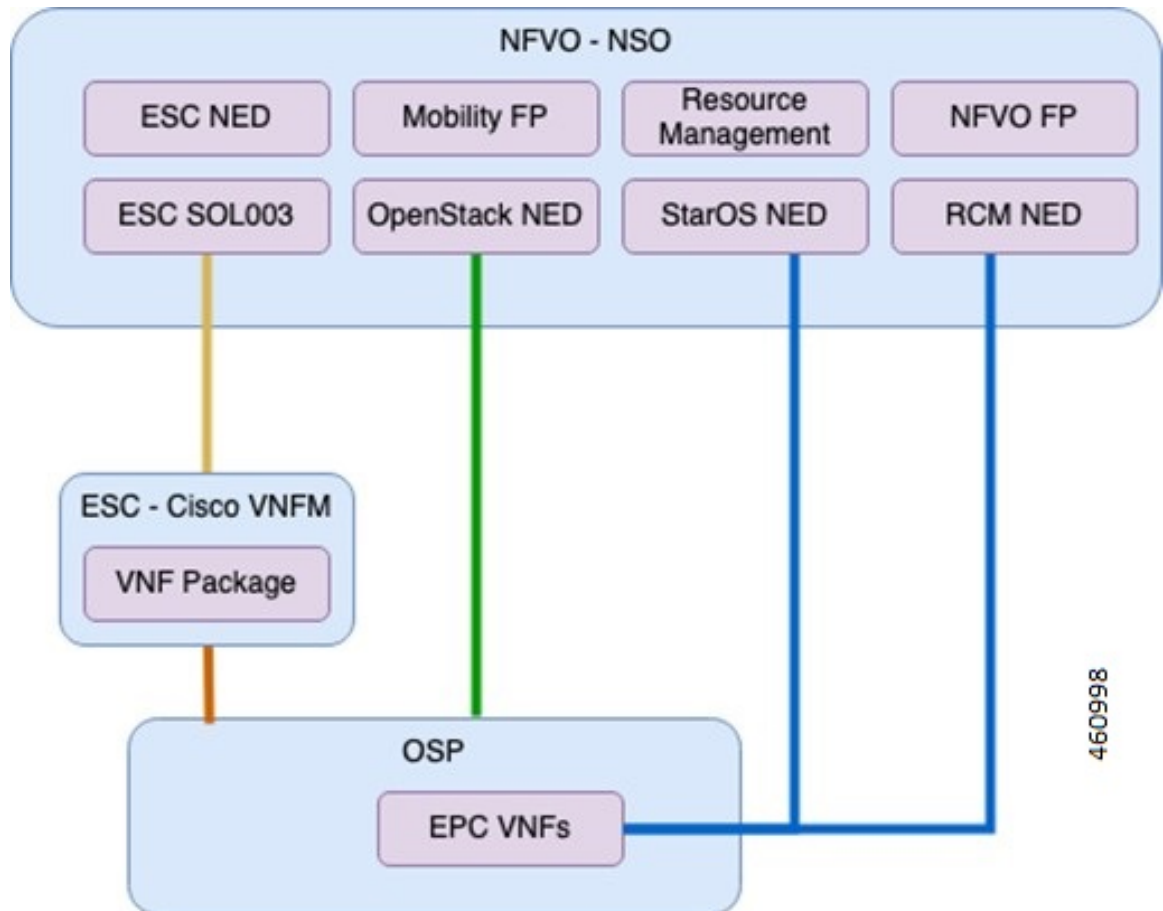 NFVO - NSO
ESC NED
Mobility FP
Resource
Management
NFVO FP
ESC SOL003
OpenStack NED
StarOS NED
RCM NED
ESC - Cisco VNFM
VNF Package
OSP
EPC VNFs
460998